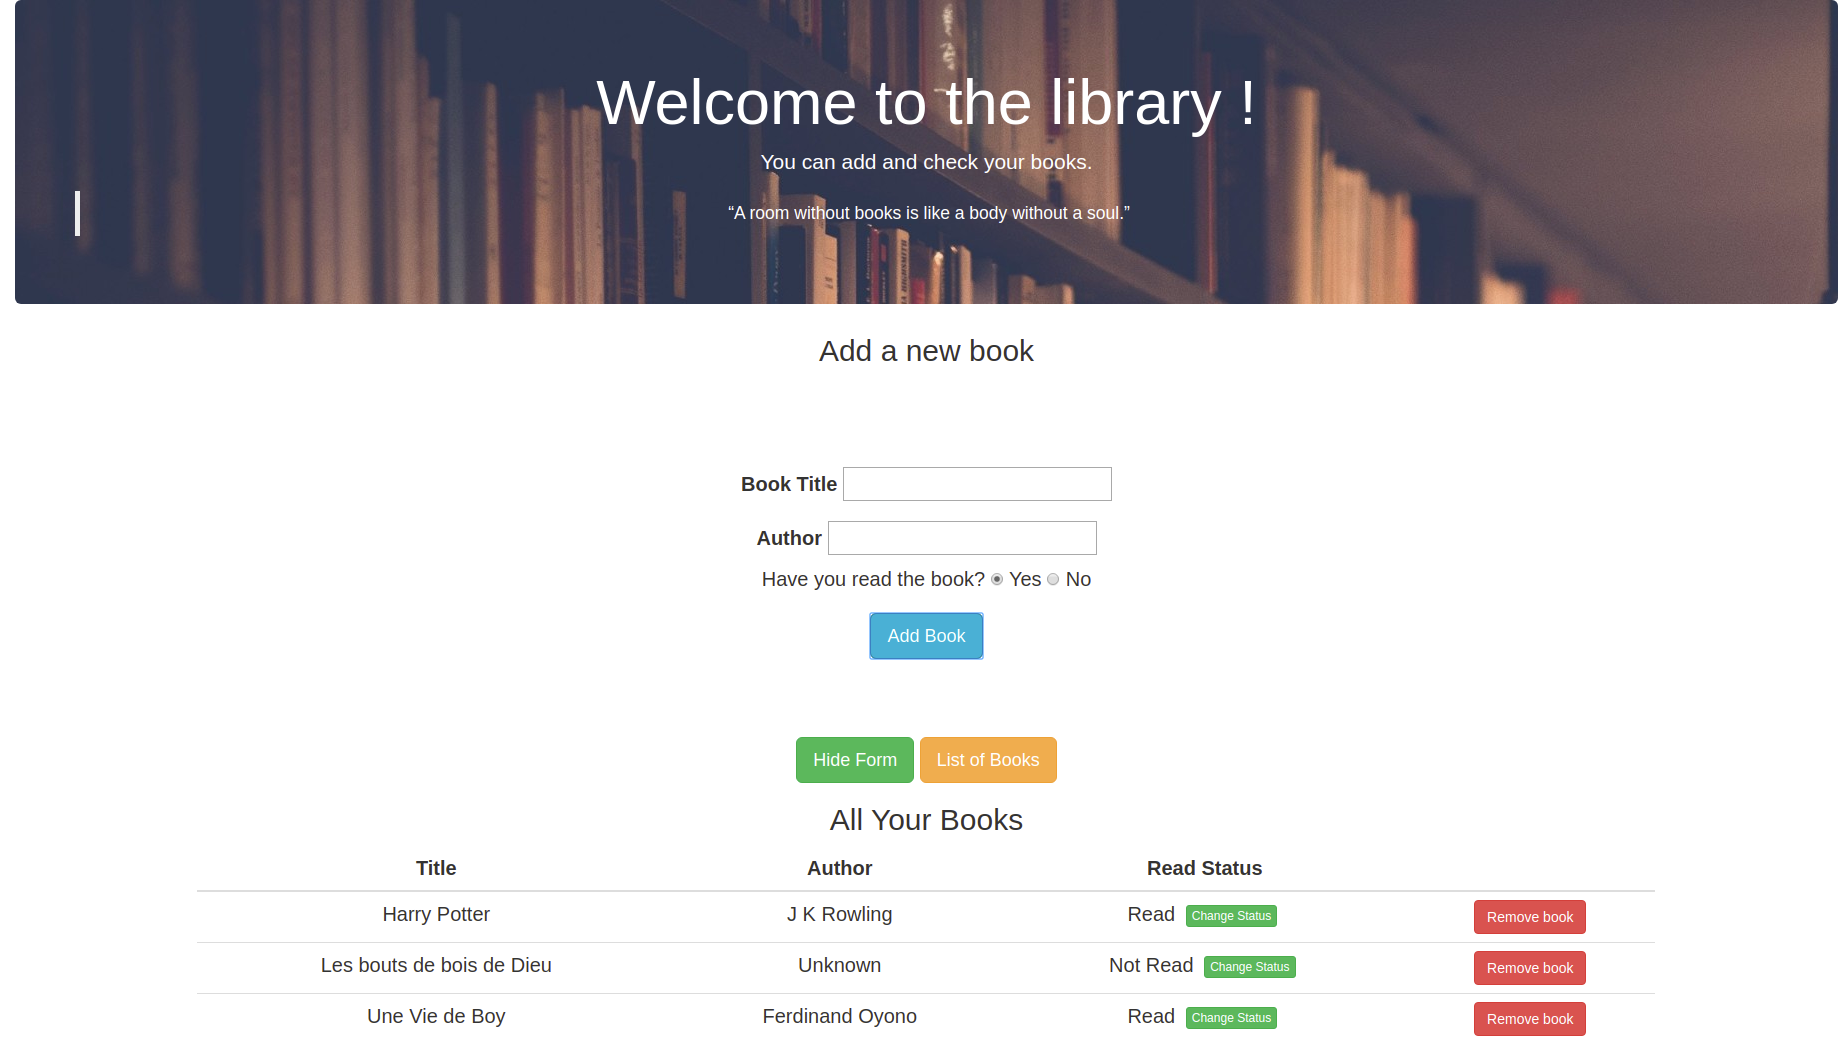 Welcome to the library !
You can add and check your books.
“A room without books is like a body without a soul.”
Add a new book
Book Title
Author
Have you read the book? Yes No
Add Book
Hide Form List of Books
All Your Books
Title Author Read Status
Harry Potter J K Rowling Read Change Status Remove book
Les bouts de bois de Dieu Unknown Not Read Change Status Remove book
Une Vie de Boy Ferdinand Oyono Read Change Status Remove book